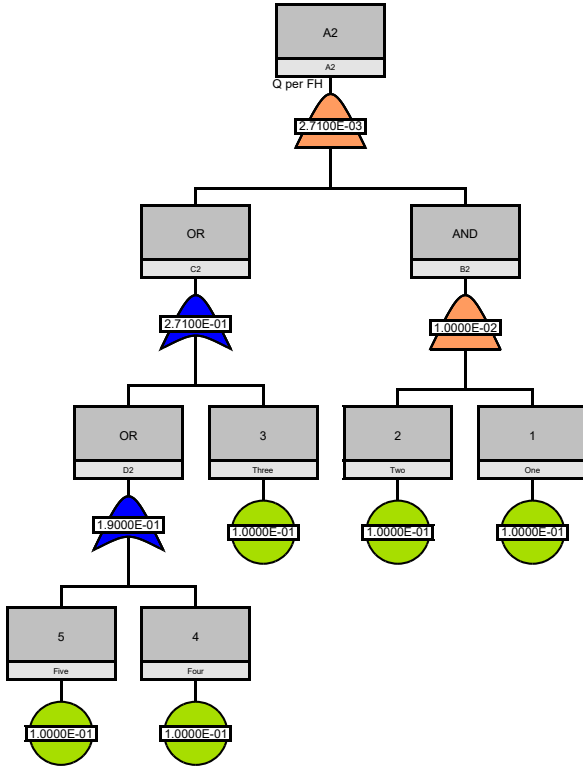 A2
A2
Q per FH
2.7100E-03
OR
C2
AND
B2
2.7100E-01
1.0000E-02
OR
D2
3
Three
2
Two
1
One
1.9000E-01
1.0000E-01
1.0000E-01
1.0000E-01
5
Five
4
Four
1.0000E-01
1.0000E-01